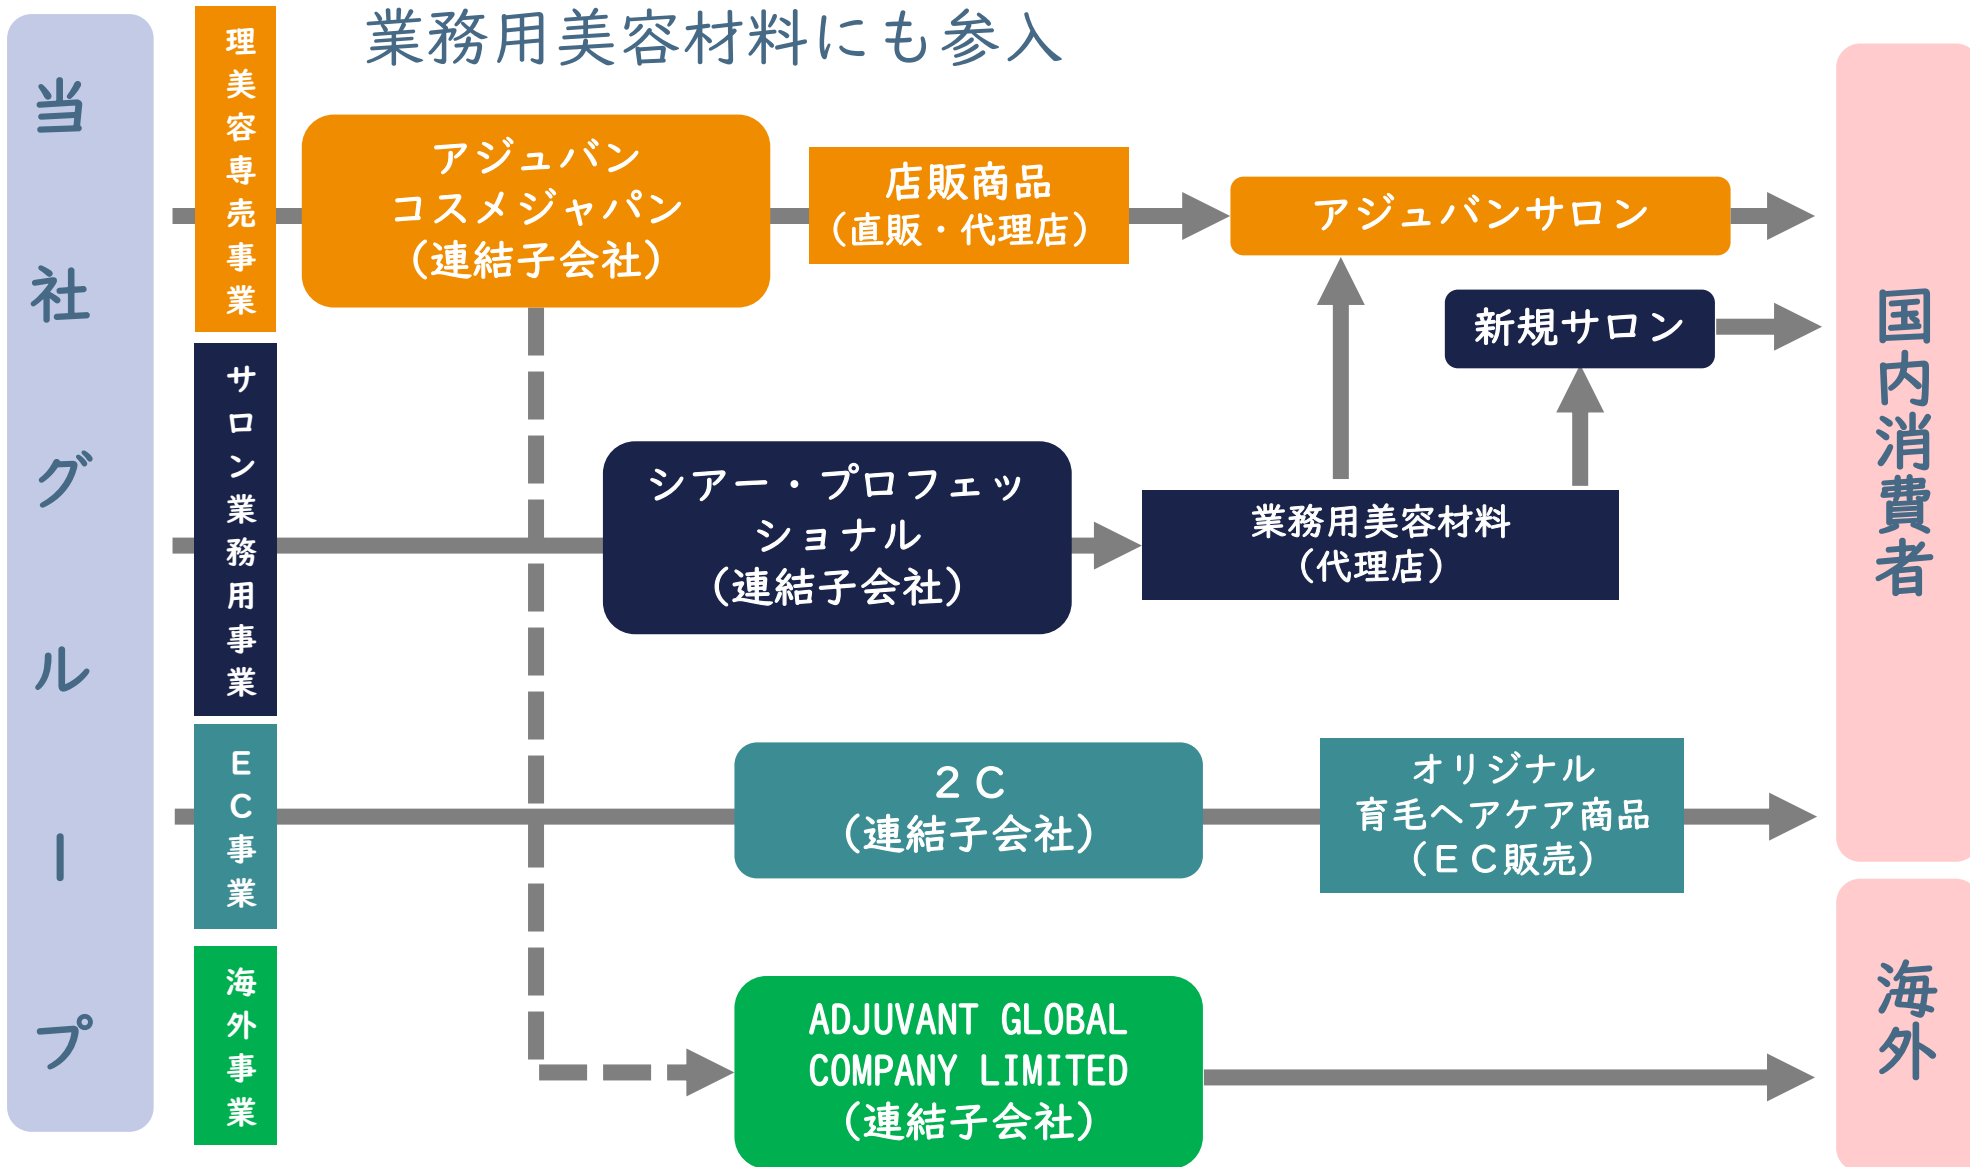 業務用美容材料にも参入
当社グループ
理美容専売事業
アジュバン
コスメジャパン
（連結子会社）
店販商品
（直販・代理店）
アジュバンサロン
新規サロン
サロン業務用事業
シアー・プロフェッ
ショナル
（連結子会社）
業務用美容材料
（代理店）
EC事業
２Ｃ
（連結子会社）
オリジナル
育毛ヘアケア商品
（ＥＣ販売）
海外事業
ADJUVANT GLOBAL
COMPANY LIMITED
（連結子会社）
国内消費者
海外